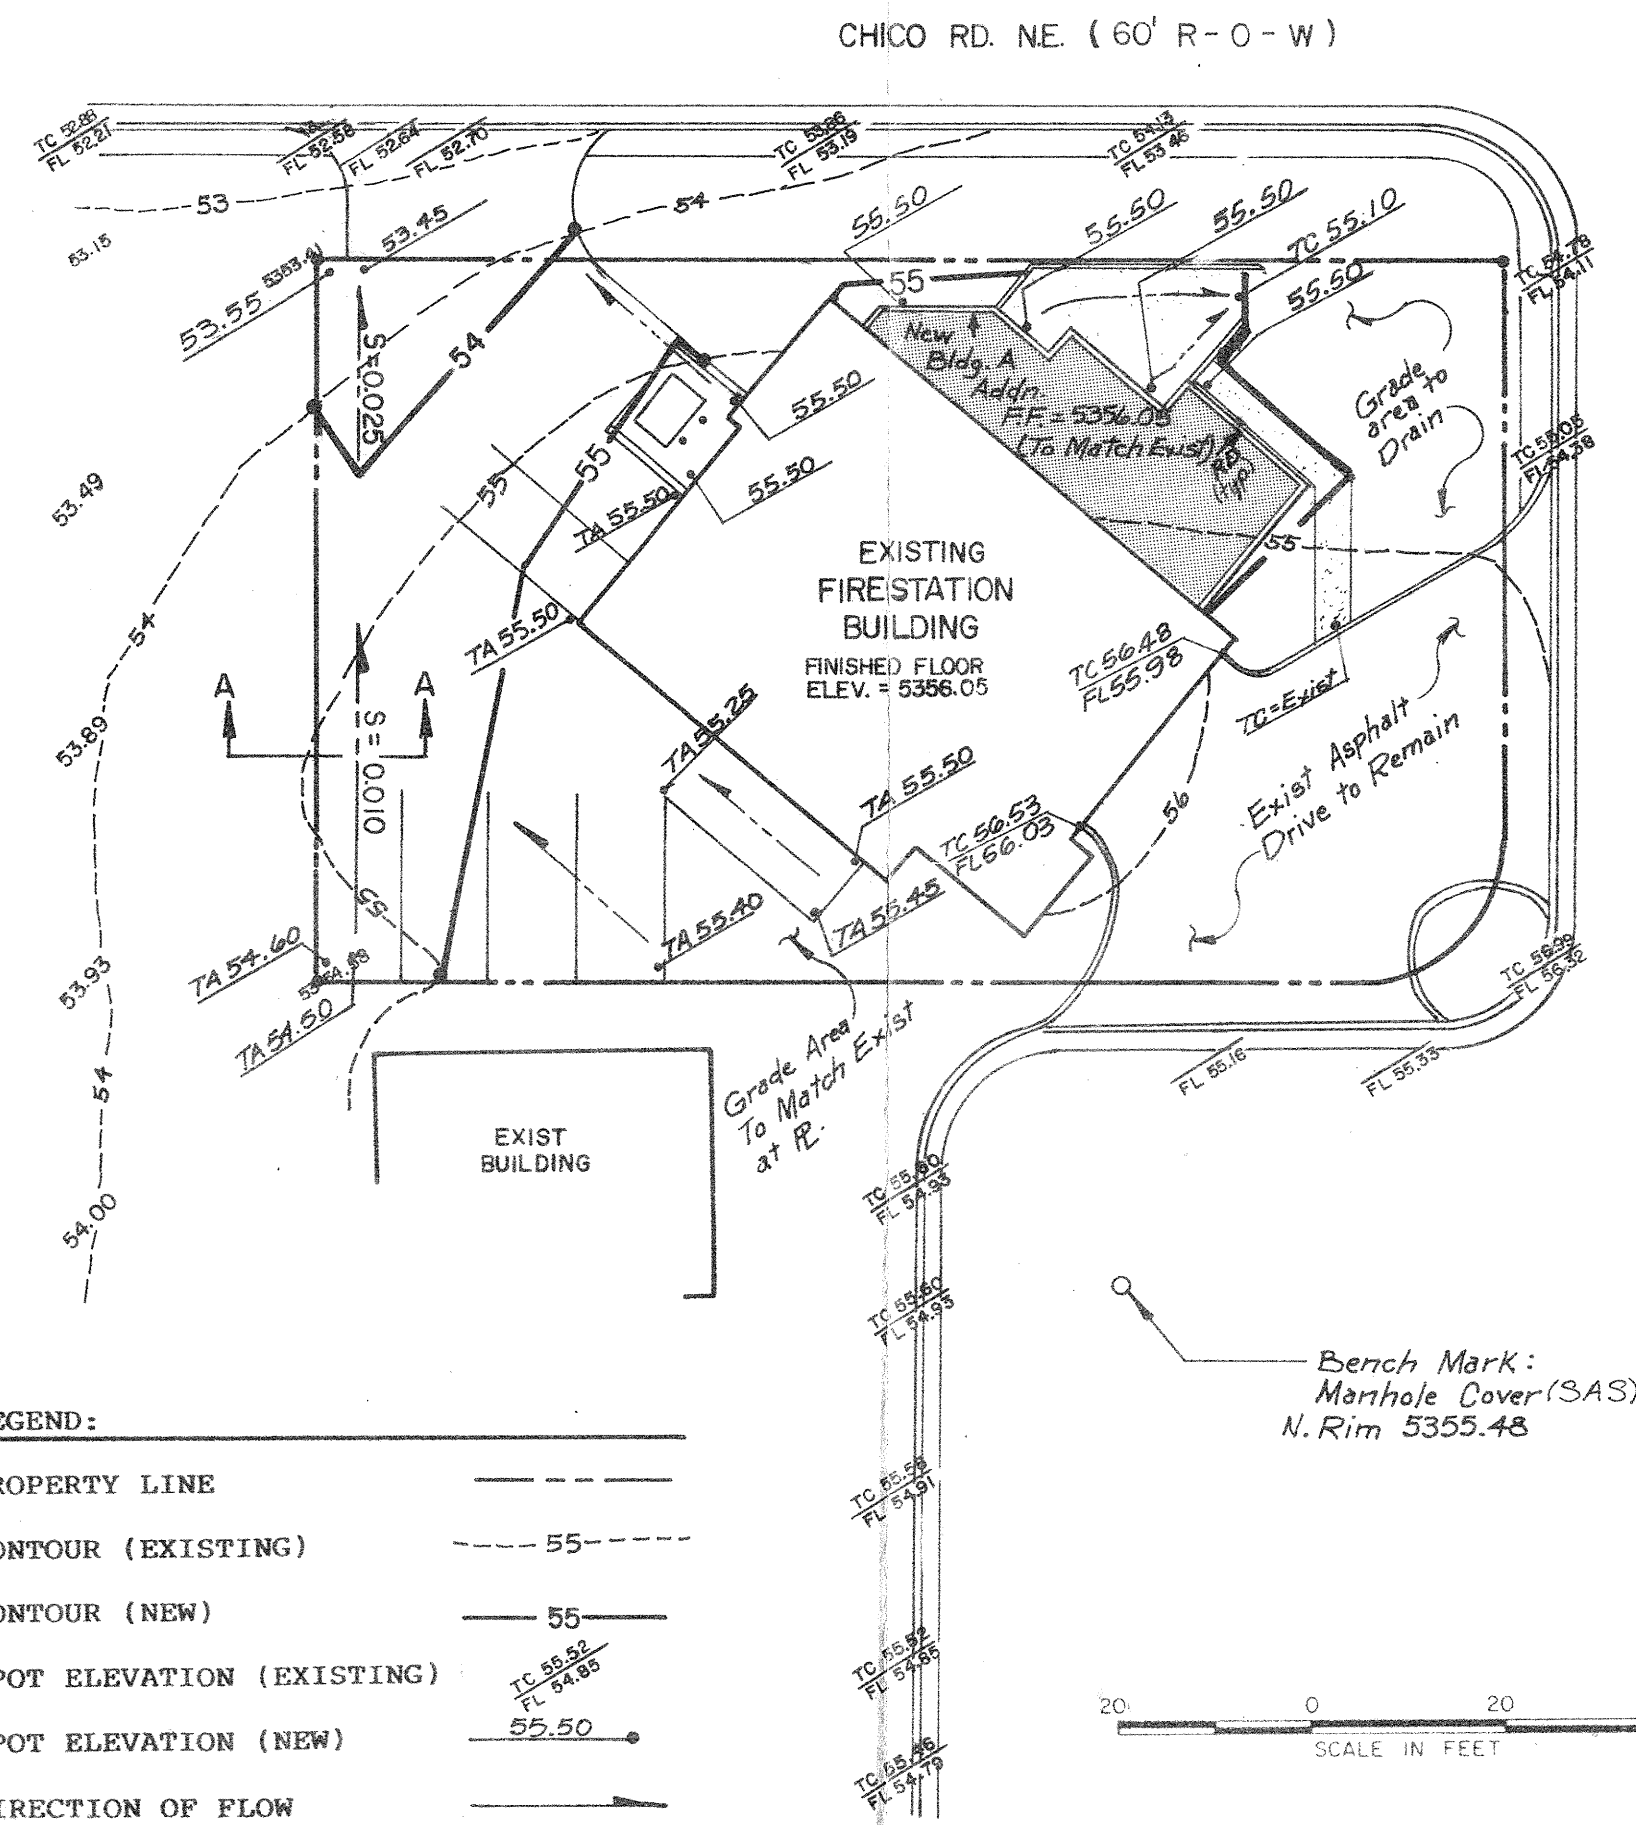 CHICO RD. N.E. ( 60' R-O-W )
TC 52.88
FL 52.21
FL 52.58
FL 52.64
FL 52.70
TC 53.86
FL 53.19
TC 54.13
FL 53.46
53
54
53.15
53.45
53.55
55.50
55.50
55.50
TC 55.10
55.50
TC 54.78
FL 54.11
55
54
S=0.025
New
Bldg. A
Addn.
F.F. = 5356.05
(To Match Exist)
(typ)
Grade
area to
Drain
TC 55.05
FL 54.38
55.50
55.50
55
55
TA 55.50
53.49
EXISTING
FIRESTATION
BUILDING
FINISHED FLOOR
ELEV. = 5356.05
55
54
TA 55.50
TC 56.48
FL 55.98
TC=Exist
A A
53.89
S= 0.0010
TA 55.25
TA 55.50
Exist Asphalt
Drive to Remain
56
TC 56.53
FL 56.03
55
TA 55.40
TA 55.45
TA 54.60
TA 54.50
53.93
TC 56.99
FL 56.32
Grade Area
To Match Exist
at PL.
FL 55.16
FL 55.33
54
EXIST
BUILDING
54.00
TC 55.60
FL 54.93
TC 55.60
FL 54.93
Bench Mark:
Manhole Cover (SAS)
N. Rim 5355.48
TC 55.58
FL 54.91
TC 55.52
FL 54.85
TC 55.46
FL 54.79
EGEND:
ROPERTY LINE
ONTOUR (EXISTING) 55
ONTOUR (NEW) 55
POT ELEVATION (EXISTING) TC 55.52
FL 54.85
POT ELEVATION (NEW) 55.50
IRECTION OF FLOW
20 0 20
SCALE IN FEET